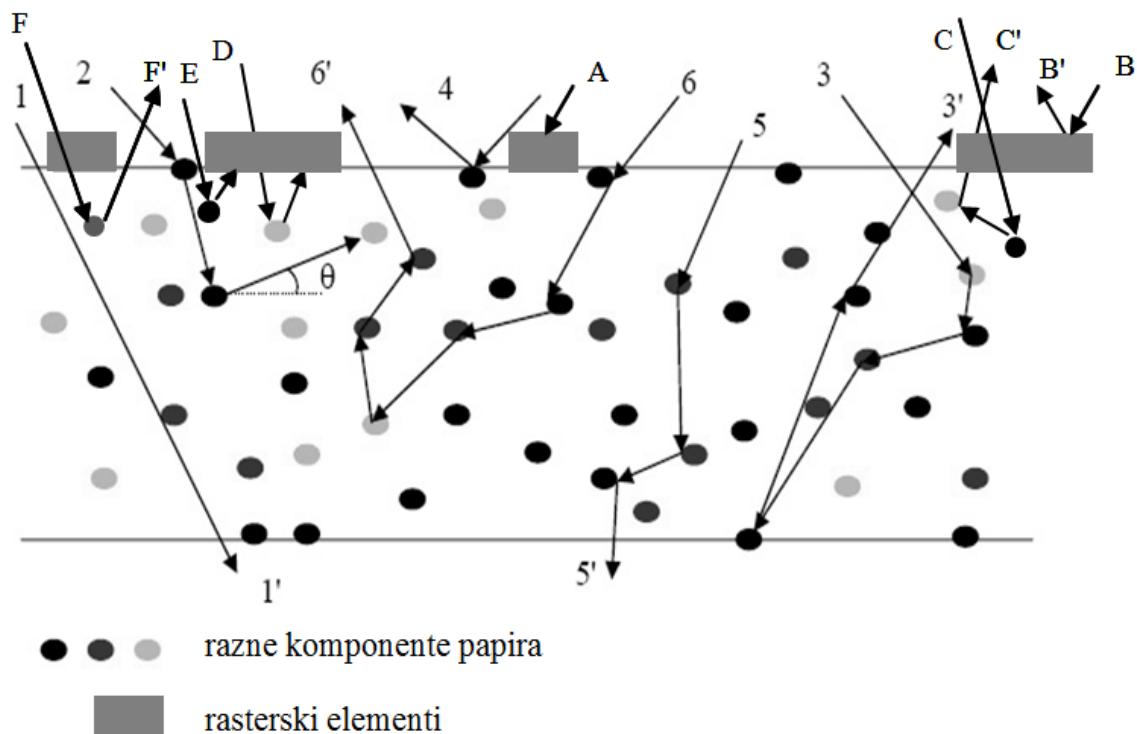 F
D
C
C'
F'
E
A
B'
B
1
2
6'
4
6
5
3
3'
θ
1'
5'
razne komponente papira
rasterski elementi